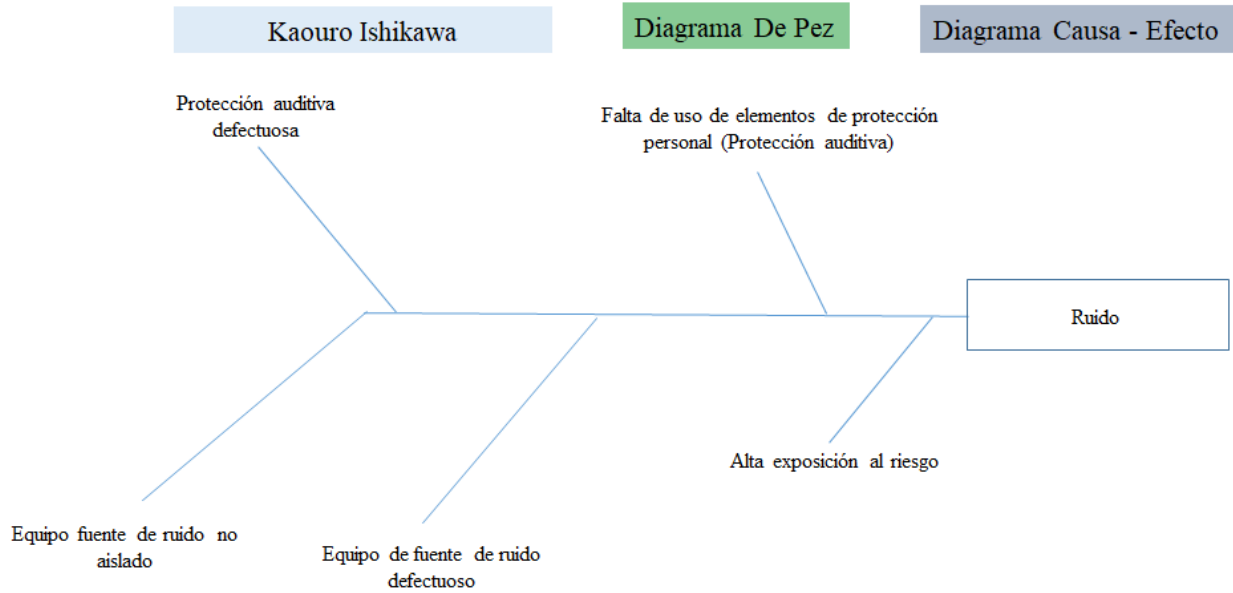 Kaouro Ishikawa
Diagrama De Pez
Diagrama Causa - Efecto
Protección auditiva
defectuosa
Falta de uso de elementos de protección
personal (Protección auditiva)
Ruido
Alta exposición al riesgo
Equipo fuente de ruido no
aislado
Equipo de fuente de ruido
defectuoso